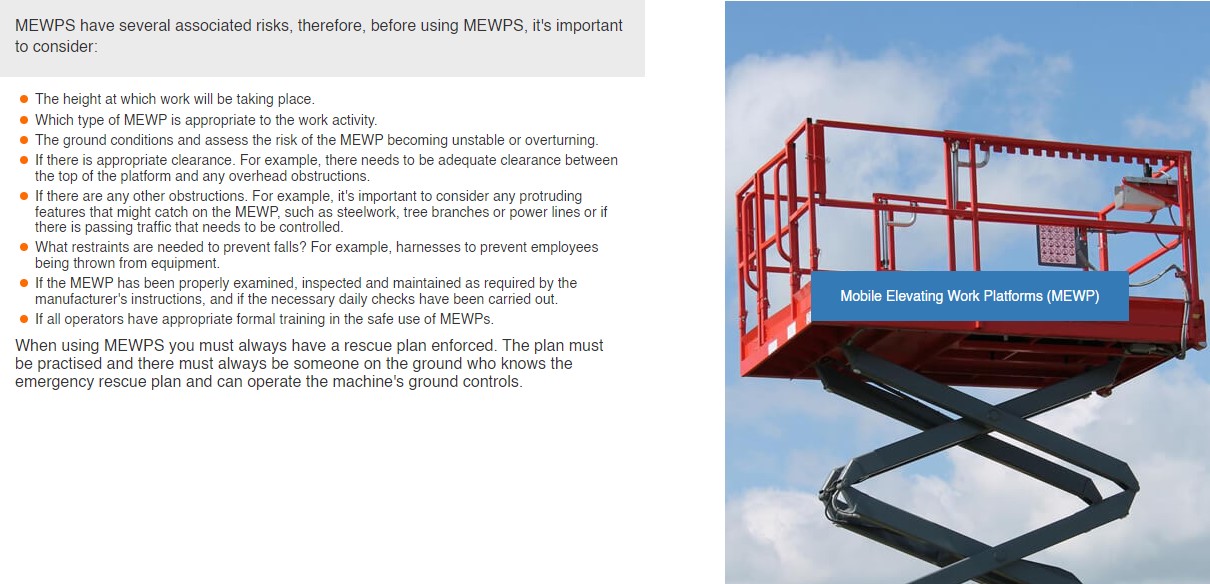 MEWPS have several associated risks, therefore, before using MEWPS, it's important
to consider:
The height at which work will be taking place.
Which type of MEWP is appropriate to the work activity.
The ground conditions and assess the risk of the MEWP becoming unstable or overturning.
If there is appropriate clearance. For example, there needs to be adequate clearance between
the top of the platform and any overhead obstructions.
If there are any other obstructions. For example, it's important to consider any protruding
features that might catch on the MEWP, such as steelwork, tree branches or power lines or if
there is passing traffic that needs to be controlled.
What restraints are needed to prevent falls? For example, harnesses to prevent employees
being thrown from equipment.
If the MEWP has been properly examined, inspected and maintained as required by the
manufacturer's instructions, and if the necessary daily checks have been carried out.
If all operators have appropriate formal training in the safe use of MEWPs.
When using MEWPS you must always have a rescue plan enforced. The plan must
be practised and there must always be someone on the ground who knows the
emergency rescue plan and can operate the machine's ground controls.
Mobile Elevating Work Platforms (MEWP)